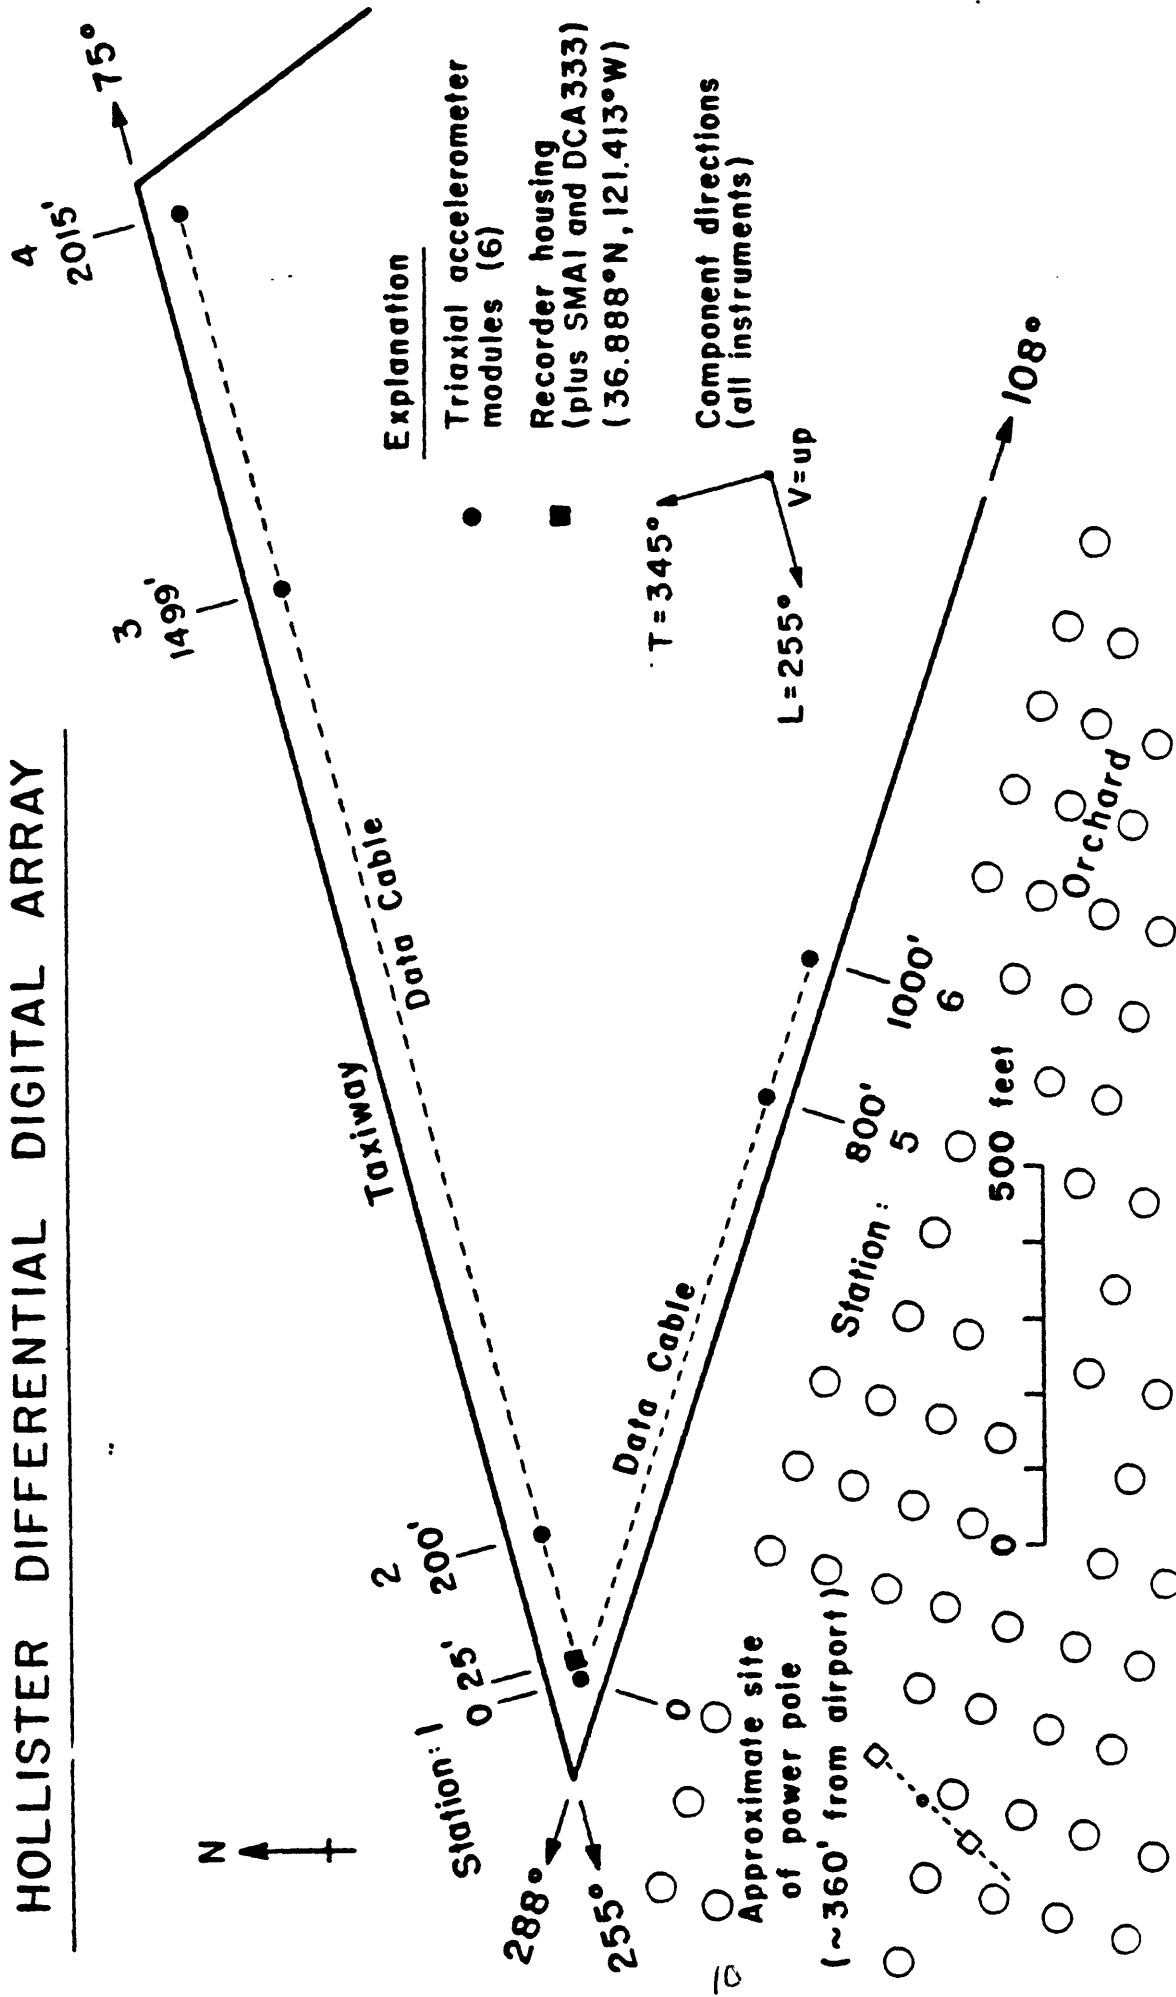 HOLLISTER DIFFERENTIAL DIGITAL ARRAY
N
Station: 1
0
25'
2
200'
3
1499'
4
2015'
75°
Taxiway
Data Cable
288°
255°
0
Data Cable
Station:
800'
5
1000'
6
108°
Explanation
Triaxial accelerometer
modules (6)
Recorder housing
(plus SMA1 and DCA333)
(36.888°N, 121.413°W)
Component directions
(all instruments)
T=345°
L=255°
V=up
Approximate site
of power pole
(~360' from airport)
0
500 feet
Orchard
10